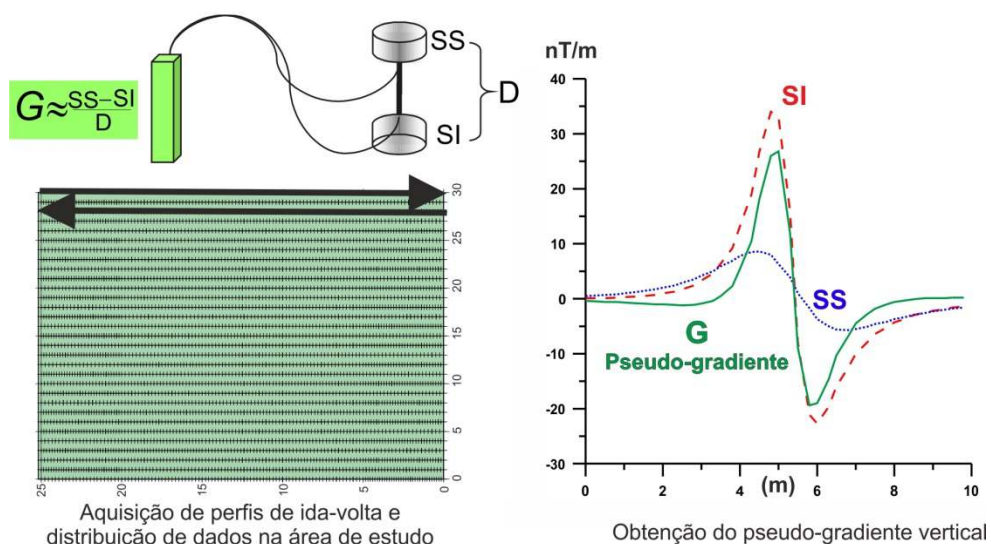 G≈SS−SI/D
SS
D
SI
30
25
20
15
10
5
0
25
20
15
10
5
0
Aquisição de perfis de ida-volta e
distribuição de dados na área de estudo
nT/m
40
30
20
10
0
-10
-20
-30
SI
SS
G
Pseudo-gradiente
0
2
4
(m)
6
8
10
Obtenção do pseudo-gradiente vertical